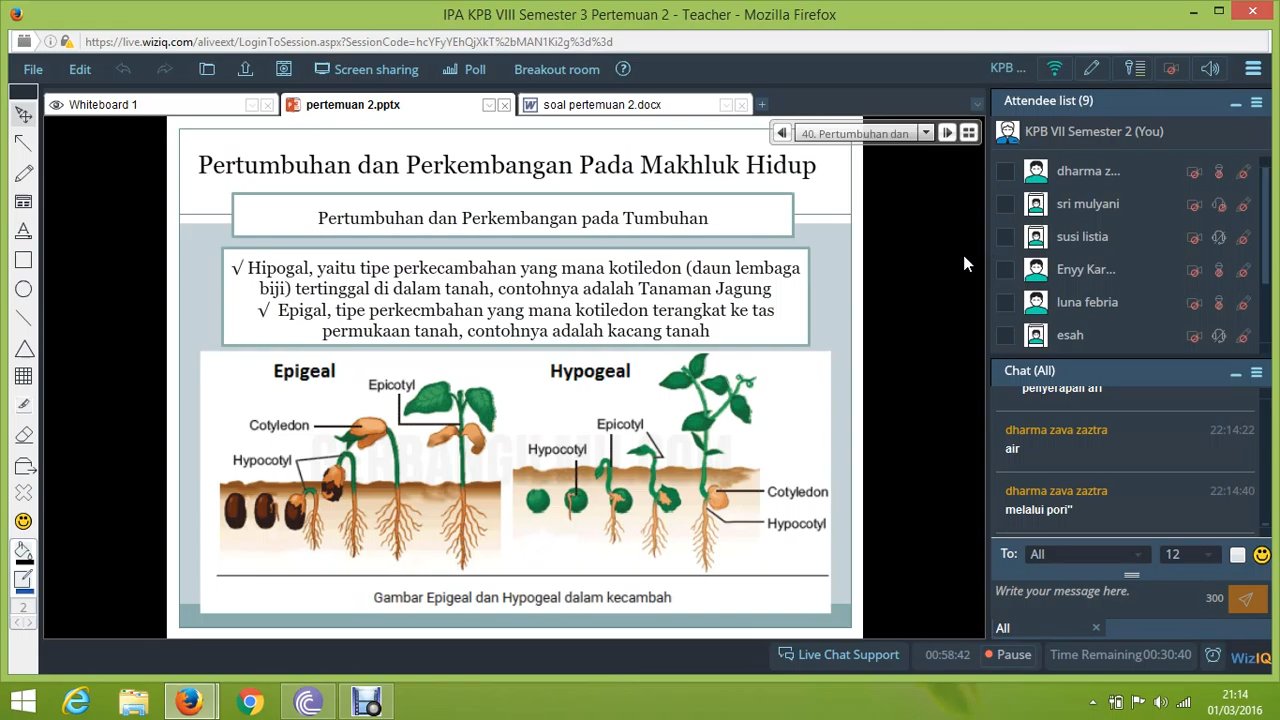 IPA KPB VIII Semester 3 Pertemuan 2 - Teacher - Mozilla Firefox
https://live.wiziq.com/aliveext/LoginToSession.aspx?SessionCode=hcYFyYEhQjXkT%2bMAN1Ki2g%3d%3d
File Edit Screen sharing Poll Breakout room KPB ...
Whiteboard 1 pertemuan 2.pptx soal pertemuan 2.docx
40. Pertumbuhan dan
Pertumbuhan dan Perkembangan Pada Makhluk Hidup
Pertumbuhan dan Perkembangan pada Tumbuhan
√ Hipogal, yaitu tipe perkecambahan yang mana kotiledon (daun lembaga
biji) tertinggal di dalam tanah, contohnya adalah Tanaman Jagung
√ Epigal, tipe perkecmbahan yang mana kotiledon terangkat ke tas
permukaan tanah, contohnya adalah kacang tanah
Epigeal
Epicotyl
Cotyledon
Hypocotyl
Hypogeal
Epicotyl
Hypocotyl
Cotyledon
Hypocotyl
Gambar Epigeal dan Hypogeal dalam kecambah
Attendee list (9)
KPB VII Semester 2 (You)
dharma z...
sri mulyani
susi listia
Enyy Kar...
luna febria
esah
Chat (All)
dharma zava zaztra 22:14:22
air
dharma zava zaztra 22:14:40
melalui pori"
To: All 12
Write your message here. 300
All
Live Chat Support 00:58:42 Pause Time Remaining 00:30:40 WizIQ
2
21:14
01/03/2016